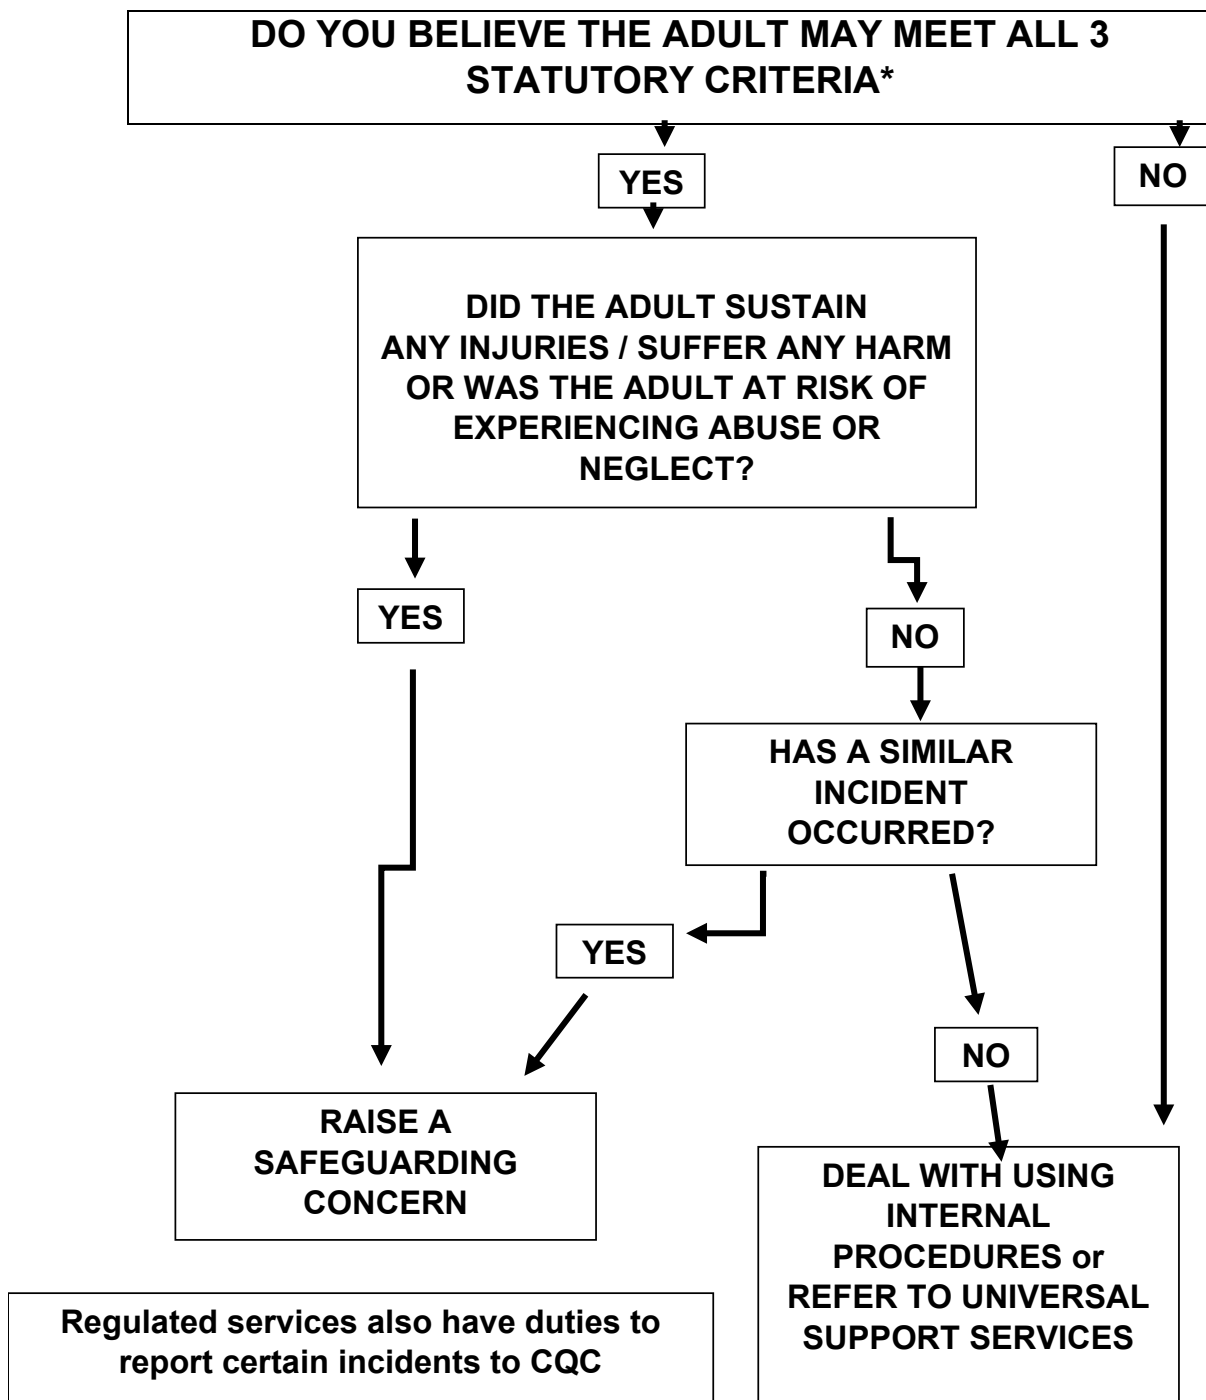 DO YOU BELIEVE THE ADULT MAY MEET ALL 3
STATUTORY CRITERIA*
YES
NO
DID THE ADULT SUSTAIN
ANY INJURIES / SUFFER ANY HARM
OR WAS THE ADULT AT RISK OF
EXPERIENCING ABUSE OR
NEGLECT?
YES
NO
HAS A SIMILAR
INCIDENT
OCCURRED?
YES
NO
RAISE A
SAFEGUARDING
CONCERN
DEAL WITH USING
INTERNAL
PROCEDURES or
REFER TO UNIVERSAL
SUPPORT SERVICES
Regulated services also have duties to
report certain incidents to CQC